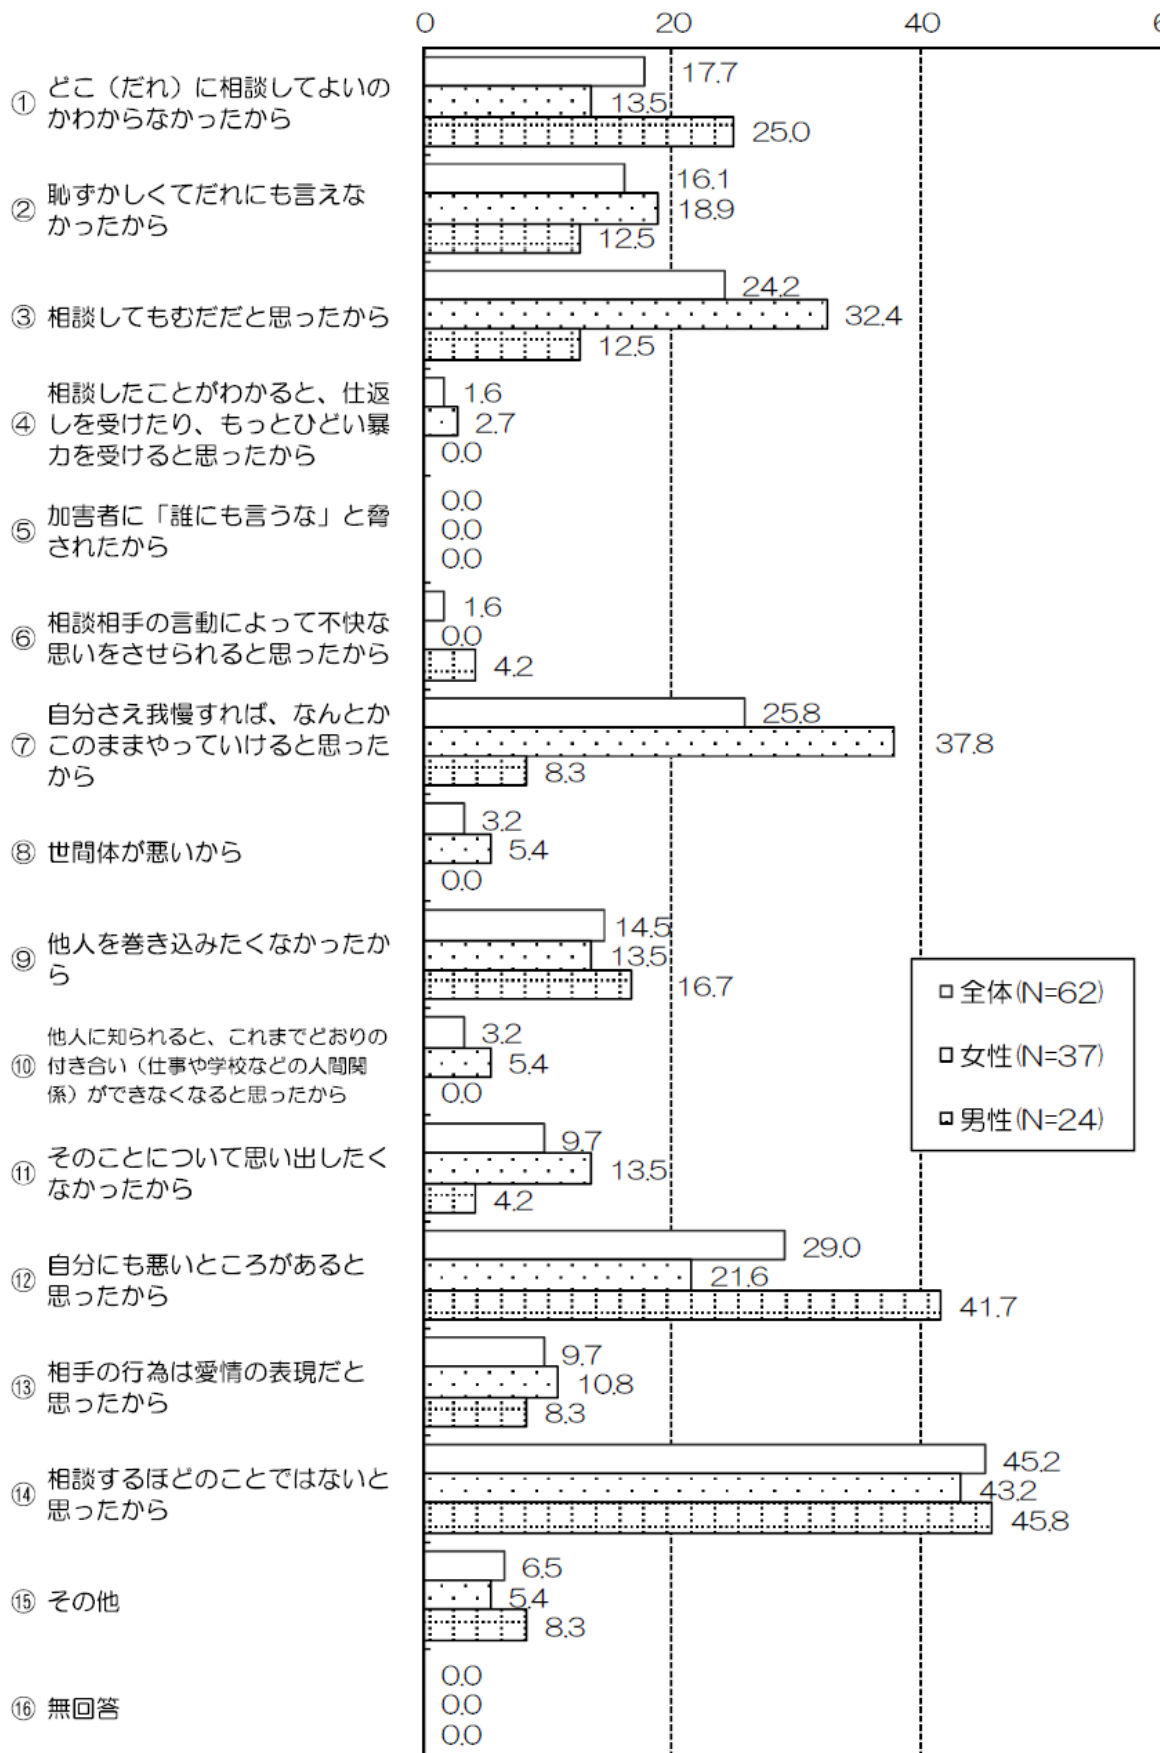 0 20 40 6
① どこ（だれ）に相談してよいの
かわからなかったから
17.7
13.5
25.0
② 恥ずかしくてだれにも言えな
かったから
16.1
18.9
12.5
③ 相談してもむだだと思ったから
24.2
32.4
12.5
④ 相談したことがわかると、仕返
しを受けたり、もっとひどい暴
力を受けると思ったから
1.6
2.7
0.0
⑤ 加害者に「誰にも言うな」と脅
されたから
0.0
0.0
0.0
⑥ 相談相手の言動によって不快な
思いをさせられると思ったから
1.6
0.0
4.2
⑦ 自分さえ我慢すれば、なんとか
このままやっていけると思った
から
25.8
37.8
8.3
⑧ 世間体が悪いから
3.2
5.4
0.0
⑨ 他人を巻き込みたくなかったか
ら
14.5
13.5
16.7
⑩ 他人に知られると、これまでどおりの
付き合い（仕事や学校などの人間関
係）ができなくなると思ったから
3.2
5.4
0.0
⑪ そのことについて思い出したく
なかったから
9.7
13.5
4.2
⑫ 自分にも悪いところがあると
思ったから
29.0
21.6
41.7
⑬ 相手の行為は愛情の表現だと
思ったから
9.7
10.8
8.3
⑭ 相談するほどのことではないと
思ったから
45.2
43.2
45.8
⑮ その他
6.5
5.4
8.3
⑯ 無回答
0.0
0.0
0.0
全体(N=62)
女性(N=37)
男性(N=24)